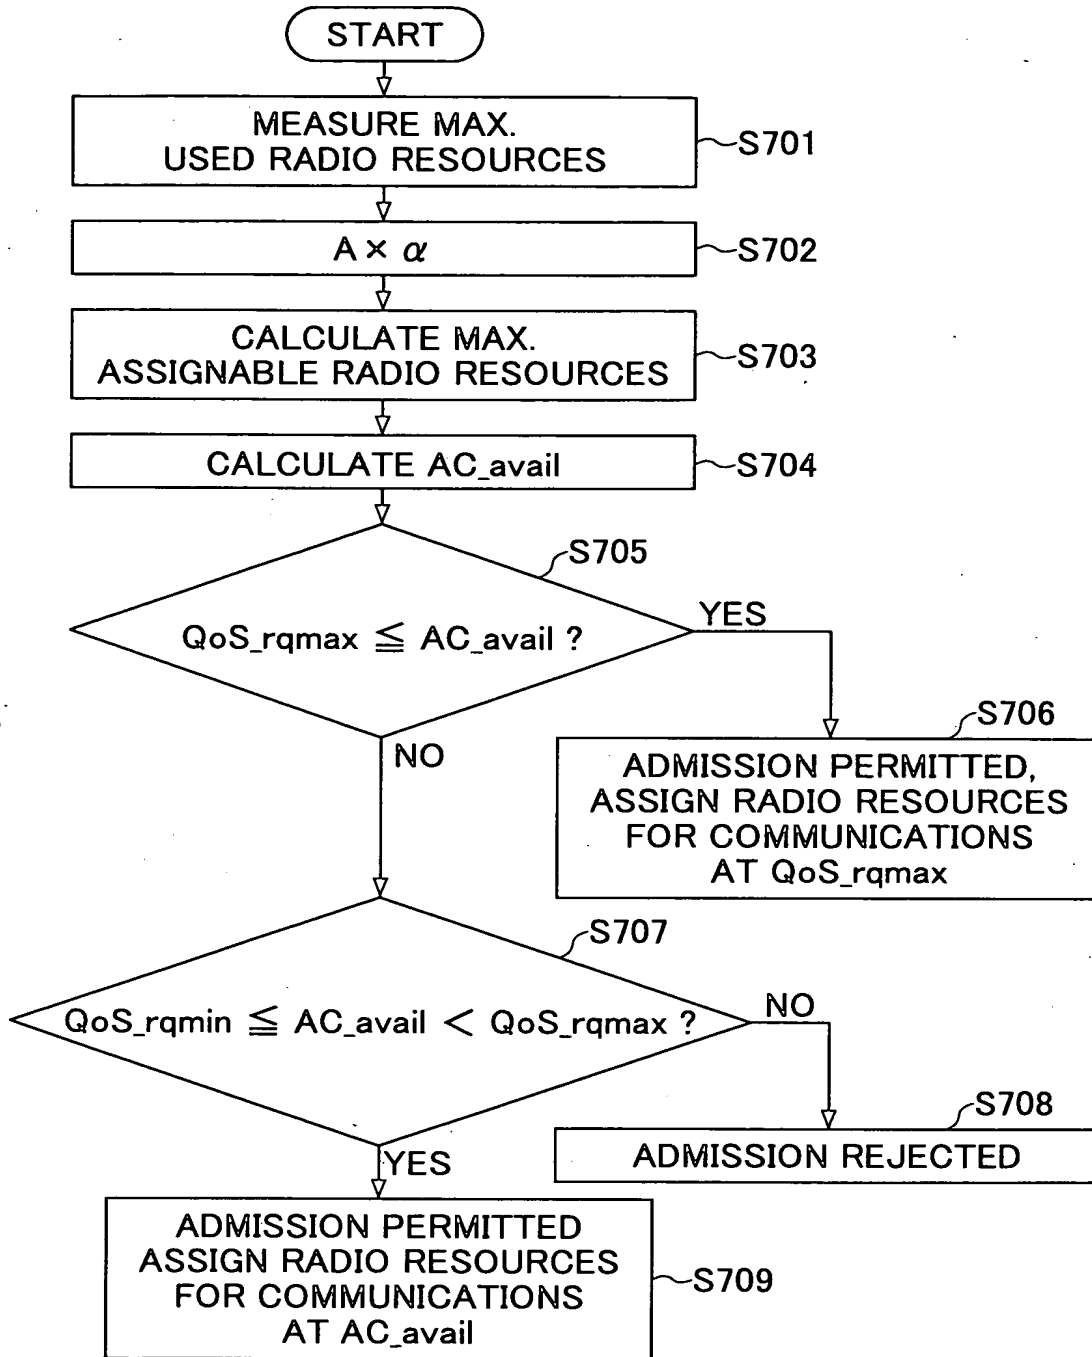 START
MEASURE MAX.
USED RADIO RESOURCES
S701
A × α
S702
CALCULATE MAX.
ASSIGNABLE RADIO RESOURCES
S703
CALCULATE AC_avail
S704
S705
QoS_rqmax ≦ AC_avail ?
YES
NO
S706
ADMISSION PERMITTED,
ASSIGN RADIO RESOURCES
FOR COMMUNICATIONS
AT QoS_rqmax
S707
QoS_rqmin ≦ AC_avail < QoS_rqmax ?
NO
YES
S708
ADMISSION REJECTED
ADMISSION PERMITTED
ASSIGN RADIO RESOURCES
FOR COMMUNICATIONS
AT AC_avail
S709